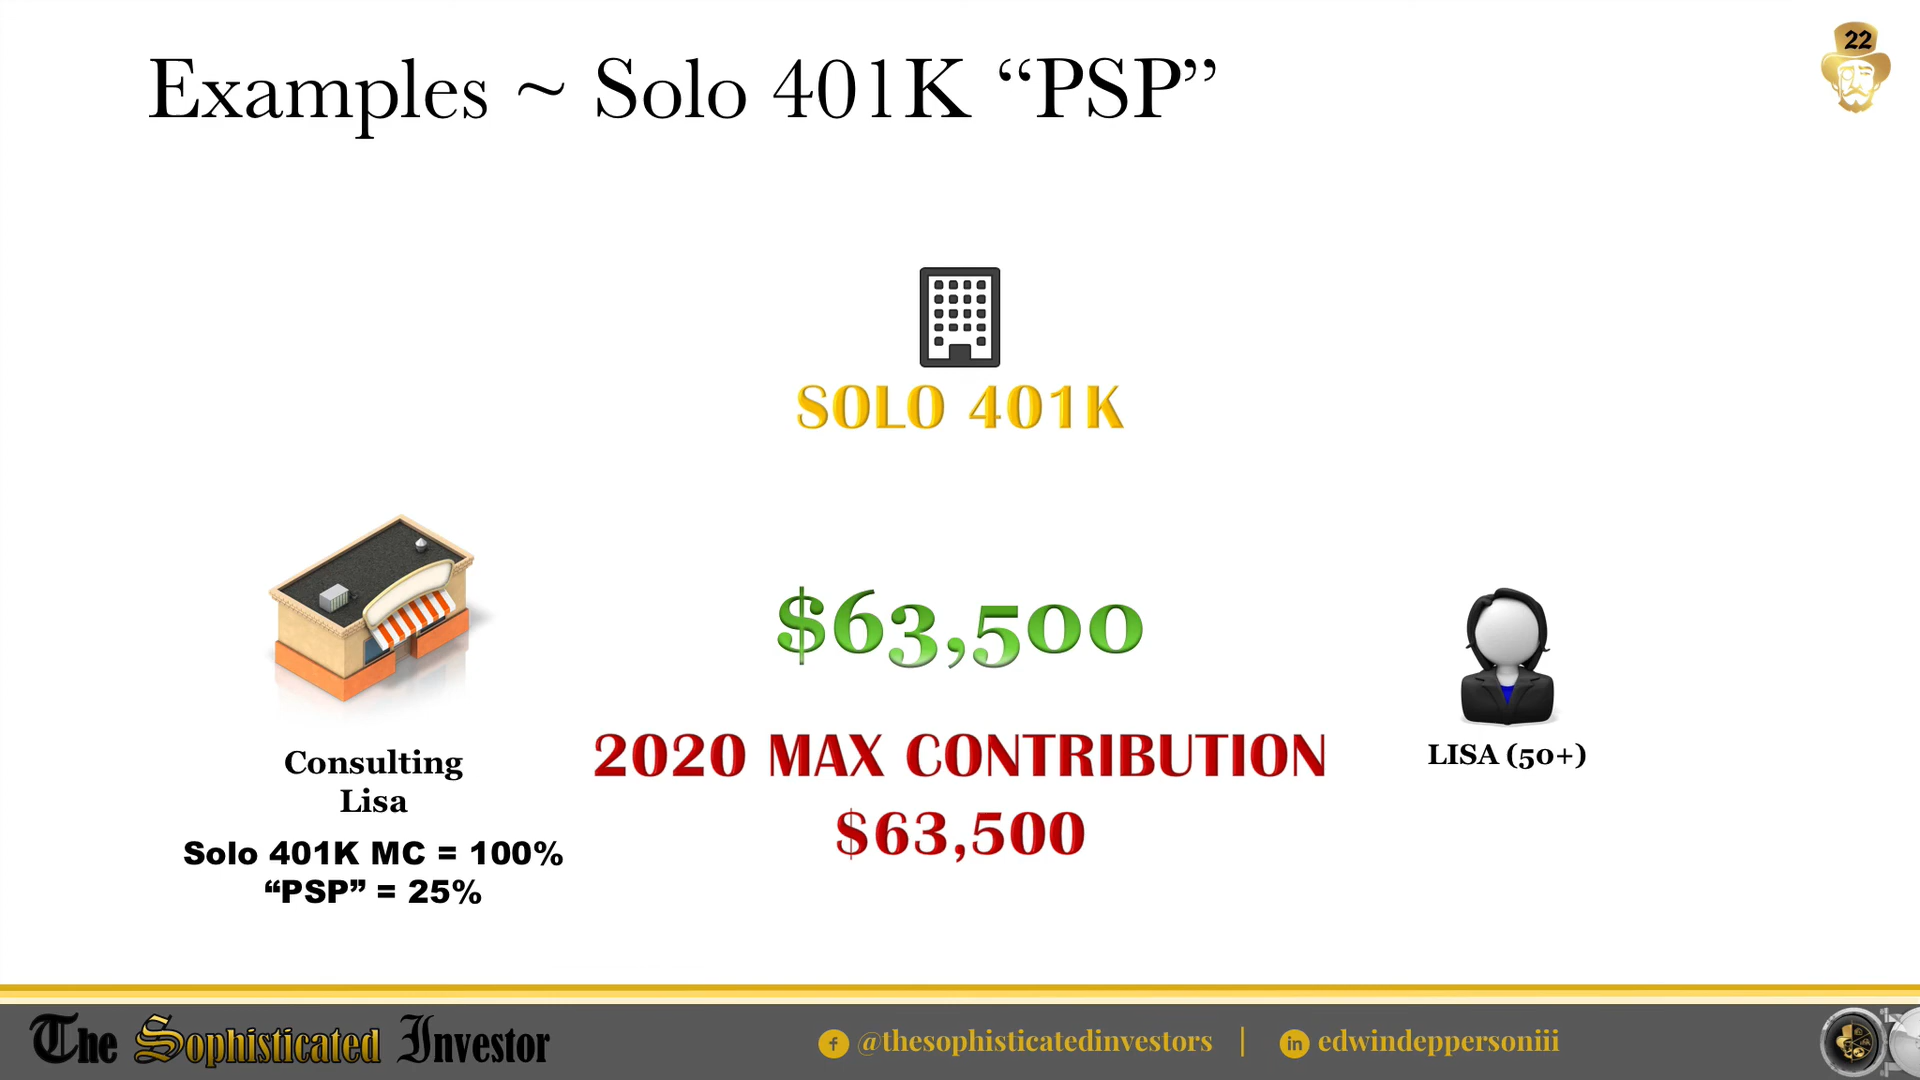 Examples ~ Solo 401K “PSP”
22
SOLO 401K
$63,500
2020 MAX CONTRIBUTION
$63,500
Consulting
Lisa
Solo 401K MC = 100%
“PSP” = 25%
LISA (50+)
The Sophisticated Investor
f @thesophisticatedinvestors | in edwindeppersoniii